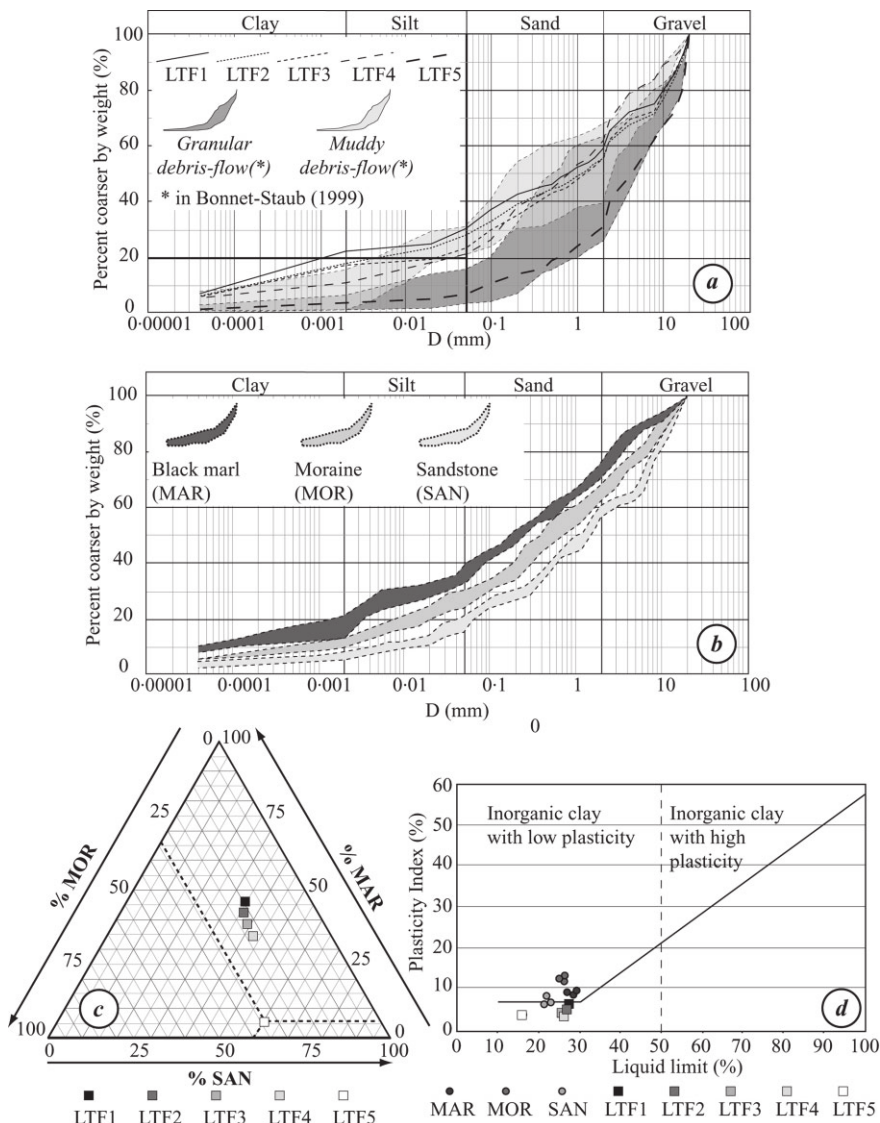 Clay Silt Sand Gravel
100
80
60
40
20
0
Percent coarser by weight (%)
LTF1 LTF2 LTF3 LTF4 LTF5
Granular debris-flow(*)
Muddy debris-flow(*)
* in Bonnet-Staub (1999)
a
0·00001 0·0001 0·001 0·01 0·1 1 10 100
D (mm)
Clay Silt Sand Gravel
100
80
60
40
20
0
Percent coarser by weight (%)
Black marl (MAR)
Moraine (MOR)
Sandstone (SAN)
b
0·00001 0·0001 0·001 0·01 0·1 1 10 100
D (mm)
0
0 100
25 75
50 50
75 25
100 0
0 25 50 75 100
% MOR
% MAR
% SAN
c
LTF1 LTF2 LTF3 LTF4 LTF5
60
50
40
30
20
10
0
Plasticity Index (%)
Inorganic clay
with low plasticity
Inorganic clay
with high
plasticity
d
0 10 20 30 40 50 60 70 80 90 100
Liquid limit (%)
MAR MOR SAN LTF1 LTF2 LTF3 LTF4 LTF5